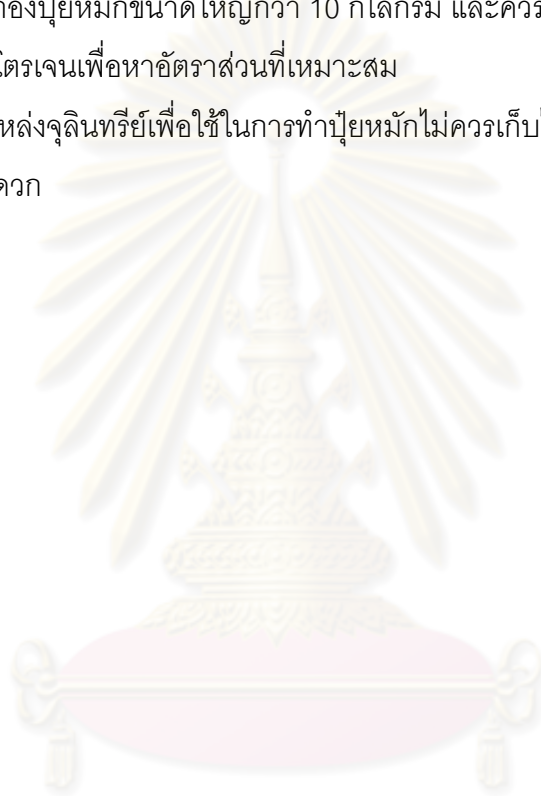 กองปุ๋ยหมักขนาดใหญ่กว่า 10 กิโลกรัม และควร
โตรเจนเพื่อหาอัตราส่วนที่เหมาะสม
หล่งจุลินทรีย์เพื่อใช้ในการทำปุ๋ยหมักไม่ควรเก็บ
ดวก